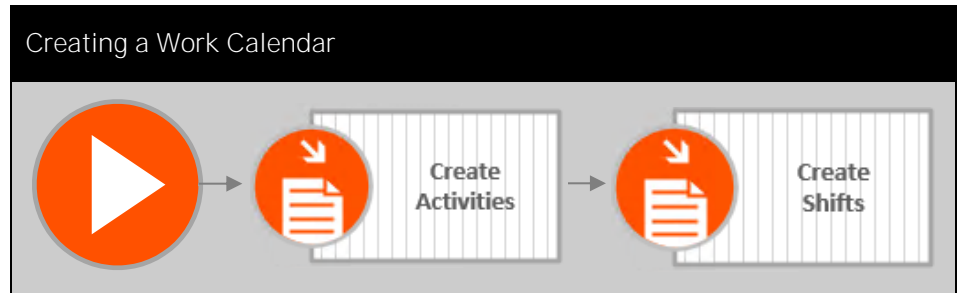 Creating a Work Calendar
Create
Activities
Create
Shifts